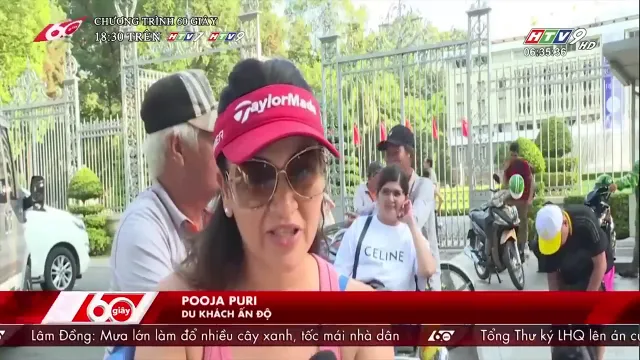 60 GIÂY
CHƯƠNG TRÌNH 60 GIÂY
18:30 TRÊN HTV7 HTV9
HTV9 HD
06:35:36
TaylorMade
CELINE
60 giây
POOJA PURI
DU KHÁCH ẤN ĐỘ
Lâm Đồng: Mưa lớn làm đổ nhiều cây xanh, tốc mái nhà dân
Tổng Thư ký LHQ lên án c